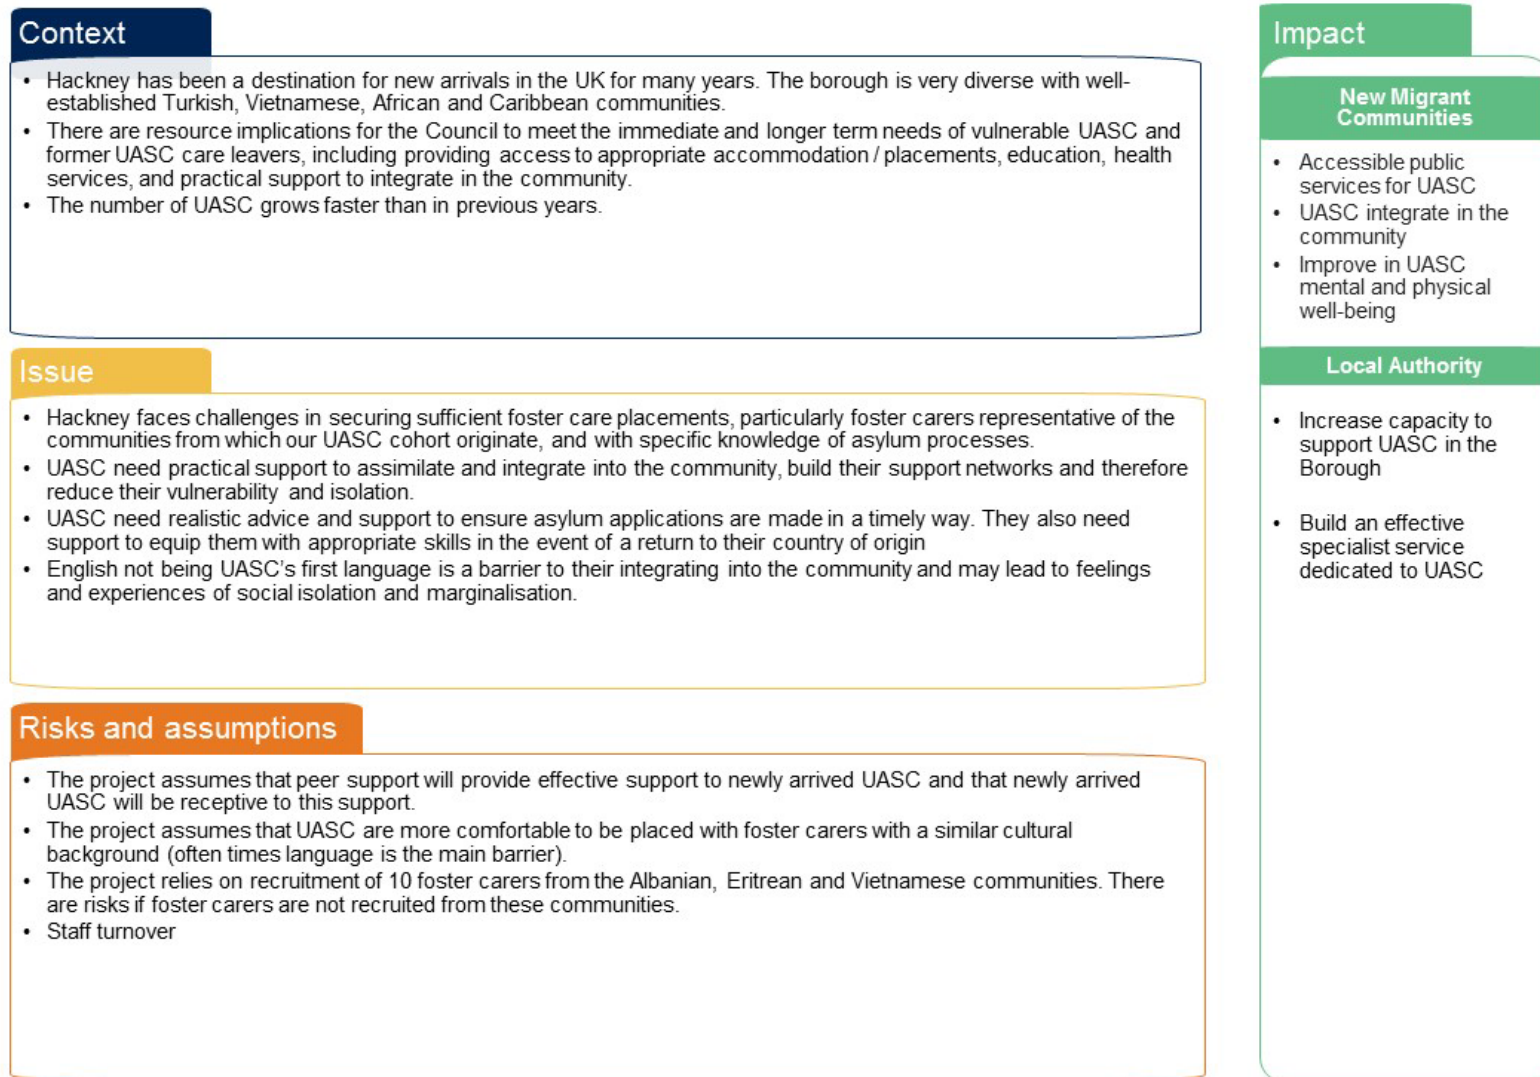 Context
• Hackney has been a destination for new arrivals in the UK for many years. The borough is very diverse with well-
established Turkish, Vietnamese, African and Caribbean communities.
• There are resource implications for the Council to meet the immediate and longer term needs of vulnerable UASC and
former UASC care leavers, including providing access to appropriate accommodation / placements, education, health
services, and practical support to integrate in the community.
• The number of UASC grows faster than in previous years.
Issue
• Hackney faces challenges in securing sufficient foster care placements, particularly foster carers representative of the
communities from which our UASC cohort originate, and with specific knowledge of asylum processes.
• UASC need practical support to assimilate and integrate into the community, build their support networks and therefore
reduce their vulnerability and isolation.
• UASC need realistic advice and support to ensure asylum applications are made in a timely way. They also need
support to equip them with appropriate skills in the event of a return to their country of origin
• English not being UASC's first language is a barrier to their integrating into the community and may lead to feelings
and experiences of social isolation and marginalisation.
Risks and assumptions
• The project assumes that peer support will provide effective support to newly arrived UASC and that newly arrived
UASC will be receptive to this support.
• The project assumes that UASC are more comfortable to be placed with foster carers with a similar cultural
background (often times language is the main barrier).
• The project relies on recruitment of 10 foster carers from the Albanian, Eritrean and Vietnamese communities. There
are risks if foster carers are not recruited from these communities.
• Staff turnover
Impact
New Migrant
Communities
• Accessible public
services for UASC
• UASC integrate in the
community
• Improve in UASC
mental and physical
well-being
Local Authority
• Increase capacity to
support UASC in the
Borough
• Build an effective
specialist service
dedicated to UASC